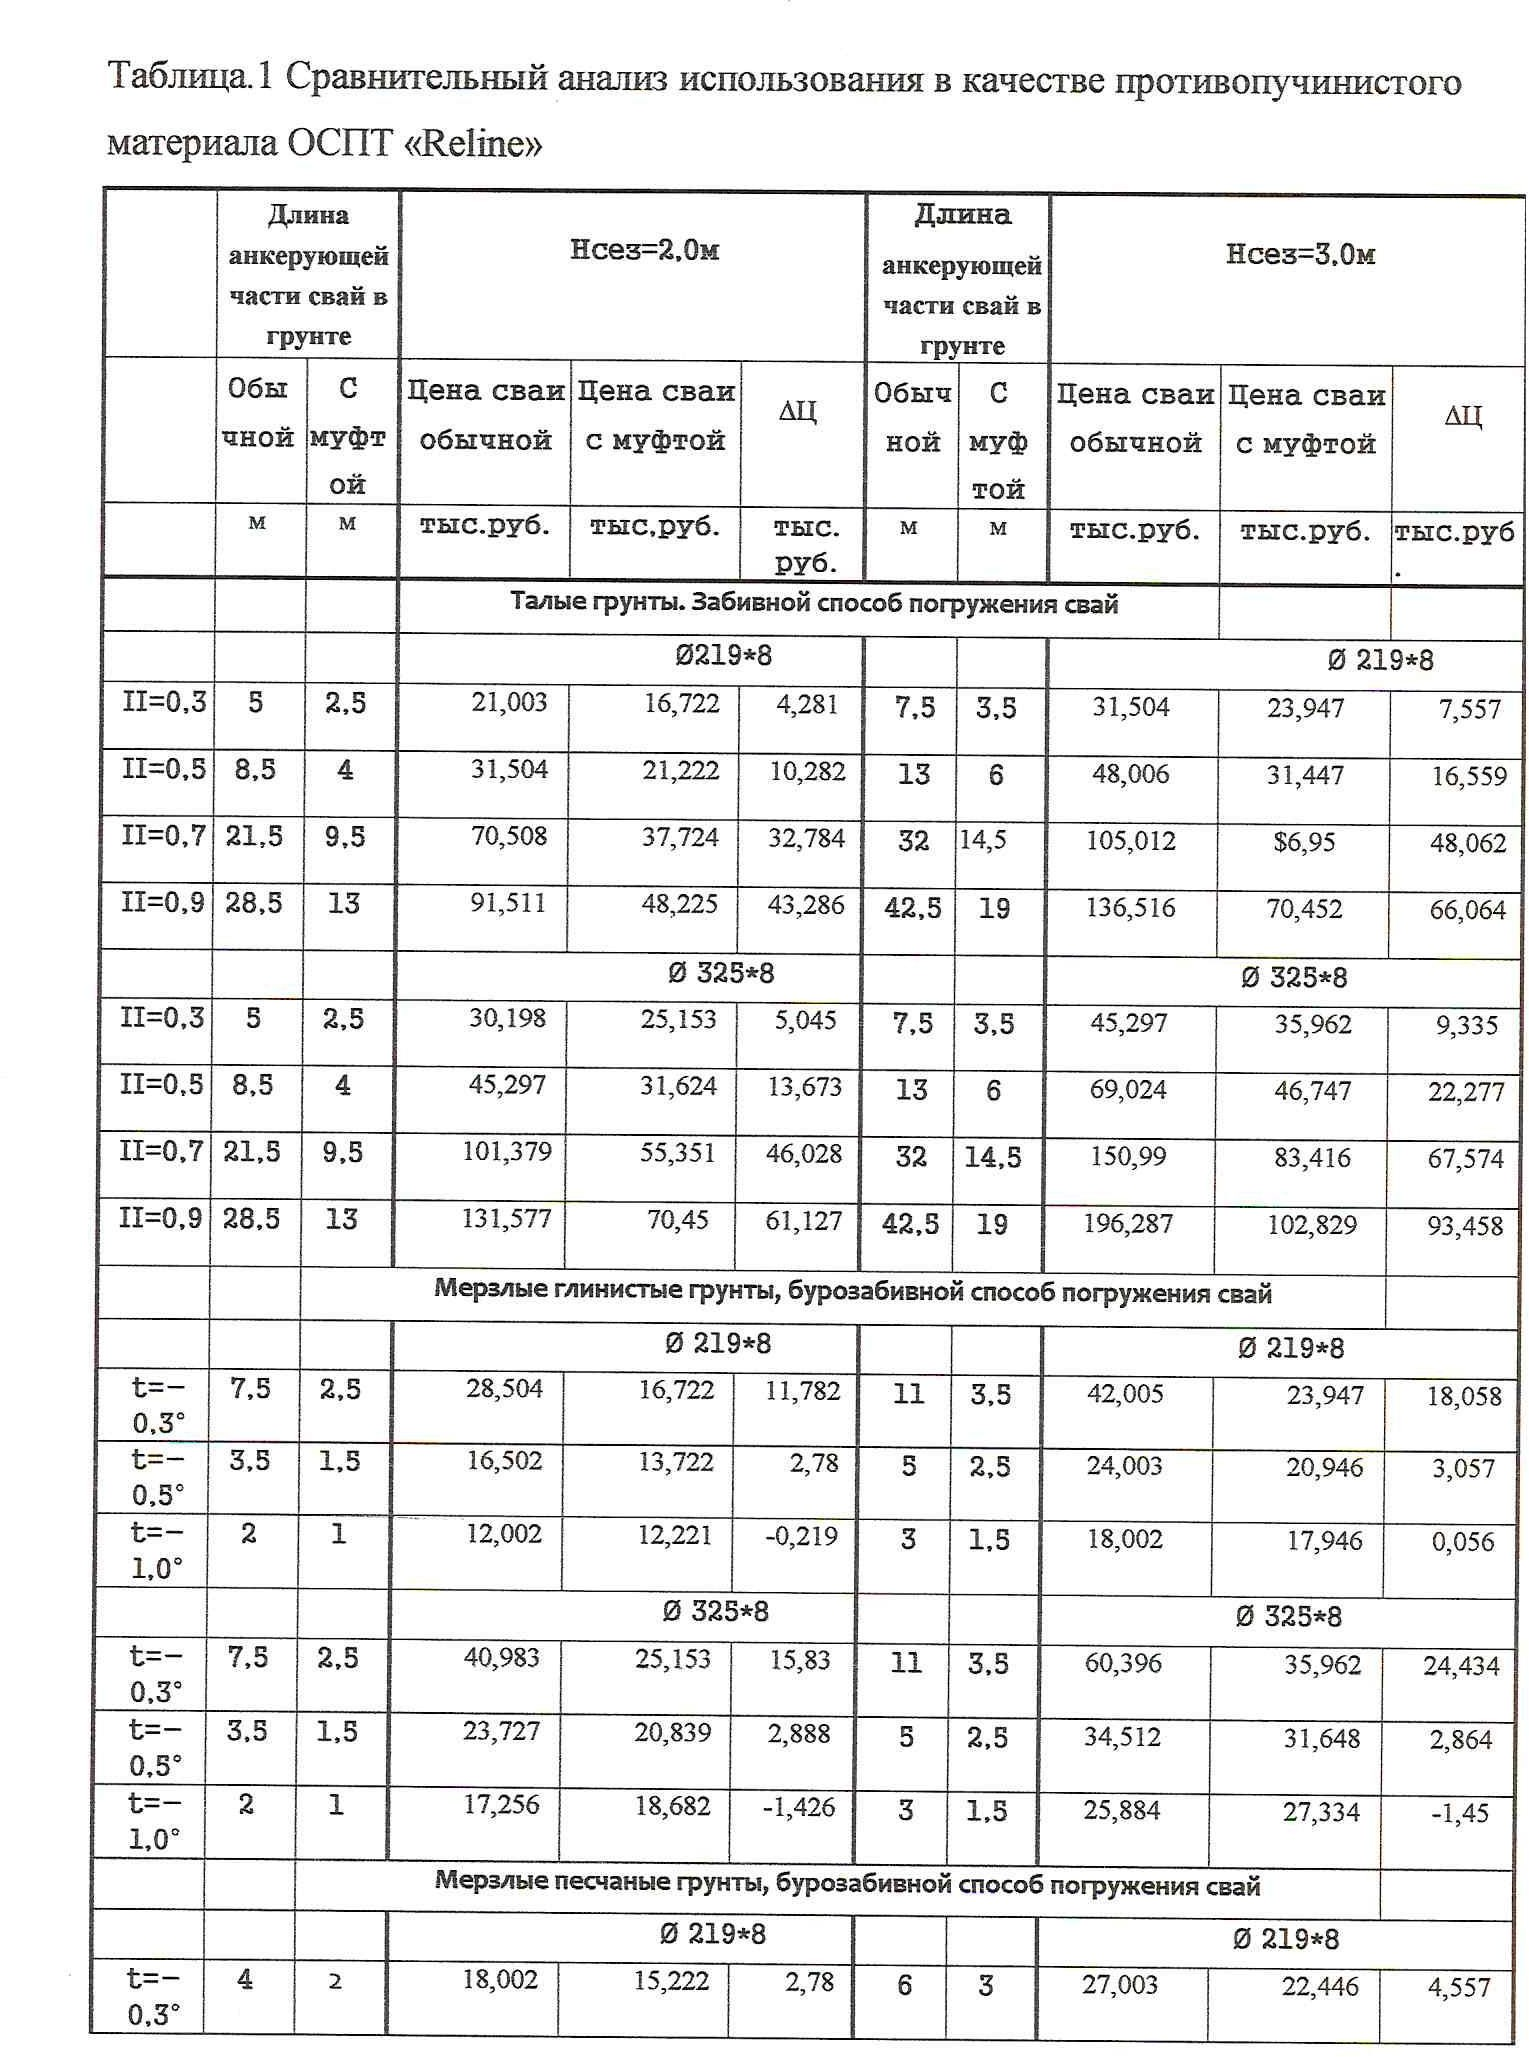 Таблица.1 Сравнительный анализ использования в качестве противопучинистого
материала ОСПТ «Reline»
Длина анкерующей части свай в грунте Нсез=2,0м Длина анкерующей части свай в грунте Нсез=3,0м
Обычной С муфтой Цена сваи обычной Цена сваи с муфтой ΔЦ Обычной С муфтой Цена сваи обычной Цена сваи с муфтой ΔЦ
м м тыс.руб. тыс.руб. тыс. руб. м м тыс.руб. тыс.руб. тыс.руб.
Талые грунты. Забивной способ погружения свай
Ø219*8 Ø 219*8
II=0,3 5 2,5 21,003 16,722 4,281 7,5 3,5 31,504 23,947 7,557
II=0,5 8,5 4 31,504 21,222 10,282 13 6 48,006 31,447 16,559
II=0,7 21,5 9,5 70,508 37,724 32,784 32 14,5 105,012 $6,95 48,062
II=0,9 28,5 13 91,511 48,225 43,286 42,5 19 136,516 70,452 66,064
Ø 325*8 Ø 325*8
II=0,3 5 2,5 30,198 25,153 5,045 7,5 3,5 45,297 35,962 9,335
II=0,5 8,5 4 45,297 31,624 13,673 13 6 69,024 46,747 22,277
II=0,7 21,5 9,5 101,379 55,351 46,028 32 14,5 150,99 83,416 67,574
II=0,9 28,5 13 131,577 70,45 61,127 42,5 19 196,287 102,829 93,458
Мерзлые глинистые грунты, бурозабивной способ погружения свай
Ø 219*8 Ø 219*8
t=–0,3° 7,5 2,5 28,504 16,722 11,782 11 3,5 42,005 23,947 18,058
t=–0,5° 3,5 1,5 16,502 13,722 2,78 5 2,5 24,003 20,946 3,057
t=–1,0° 2 1 12,002 12,221 -0,219 3 1,5 18,002 17,946 0,056
Ø 325*8 Ø 325*8
t=–0,3° 7,5 2,5 40,983 25,153 15,83 11 3,5 60,396 35,962 24,434
t=–0,5° 3,5 1,5 23,727 20,839 2,888 5 2,5 34,512 31,648 2,864
t=–1,0° 2 1 17,256 18,682 -1,426 3 1,5 25,884 27,334 -1,45
Мерзлые песчаные грунты, бурозабивной способ погружения свай
Ø 219*8 Ø 219*8
t=–0,3° 4 2 18,002 15,222 2,78 6 3 27,003 22,446 4,557